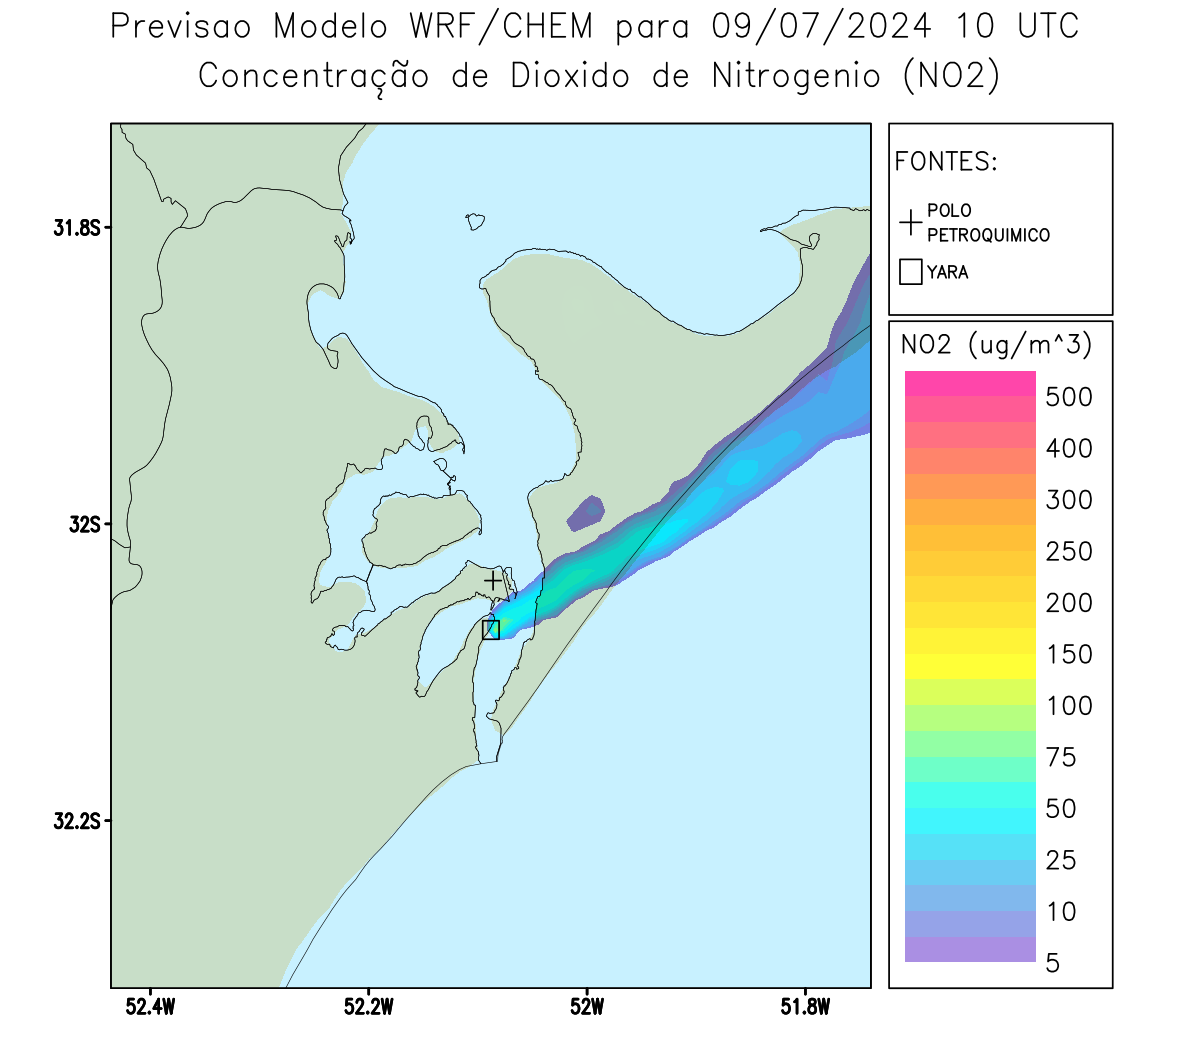 Previsao Modelo WRF/CHEM para 09/07/2024 10 UTC
Concentração de Dioxido de Nitrogenio (NO2)
FONTES:
POLO
PETROQUIMICO
YARA
NO2 (ug/m^3)
500
400
300
250
200
150
100
75
50
25
10
5
31.8S
32S
32.2S
52.4W
52.2W
52W
51.8W